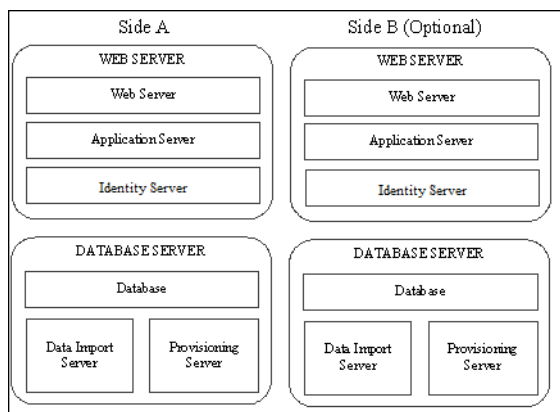 Side A
Side B (Optional)
WEB SERVER
Web Server
Application Server
Identity Server
WEB SERVER
Web Server
Application Server
Identity Server
DATABASE SERVER
Database
Data Import
Server
Provisioning
Server
DATABASE SERVER
Database
Data Import
Server
Provisioning
Server